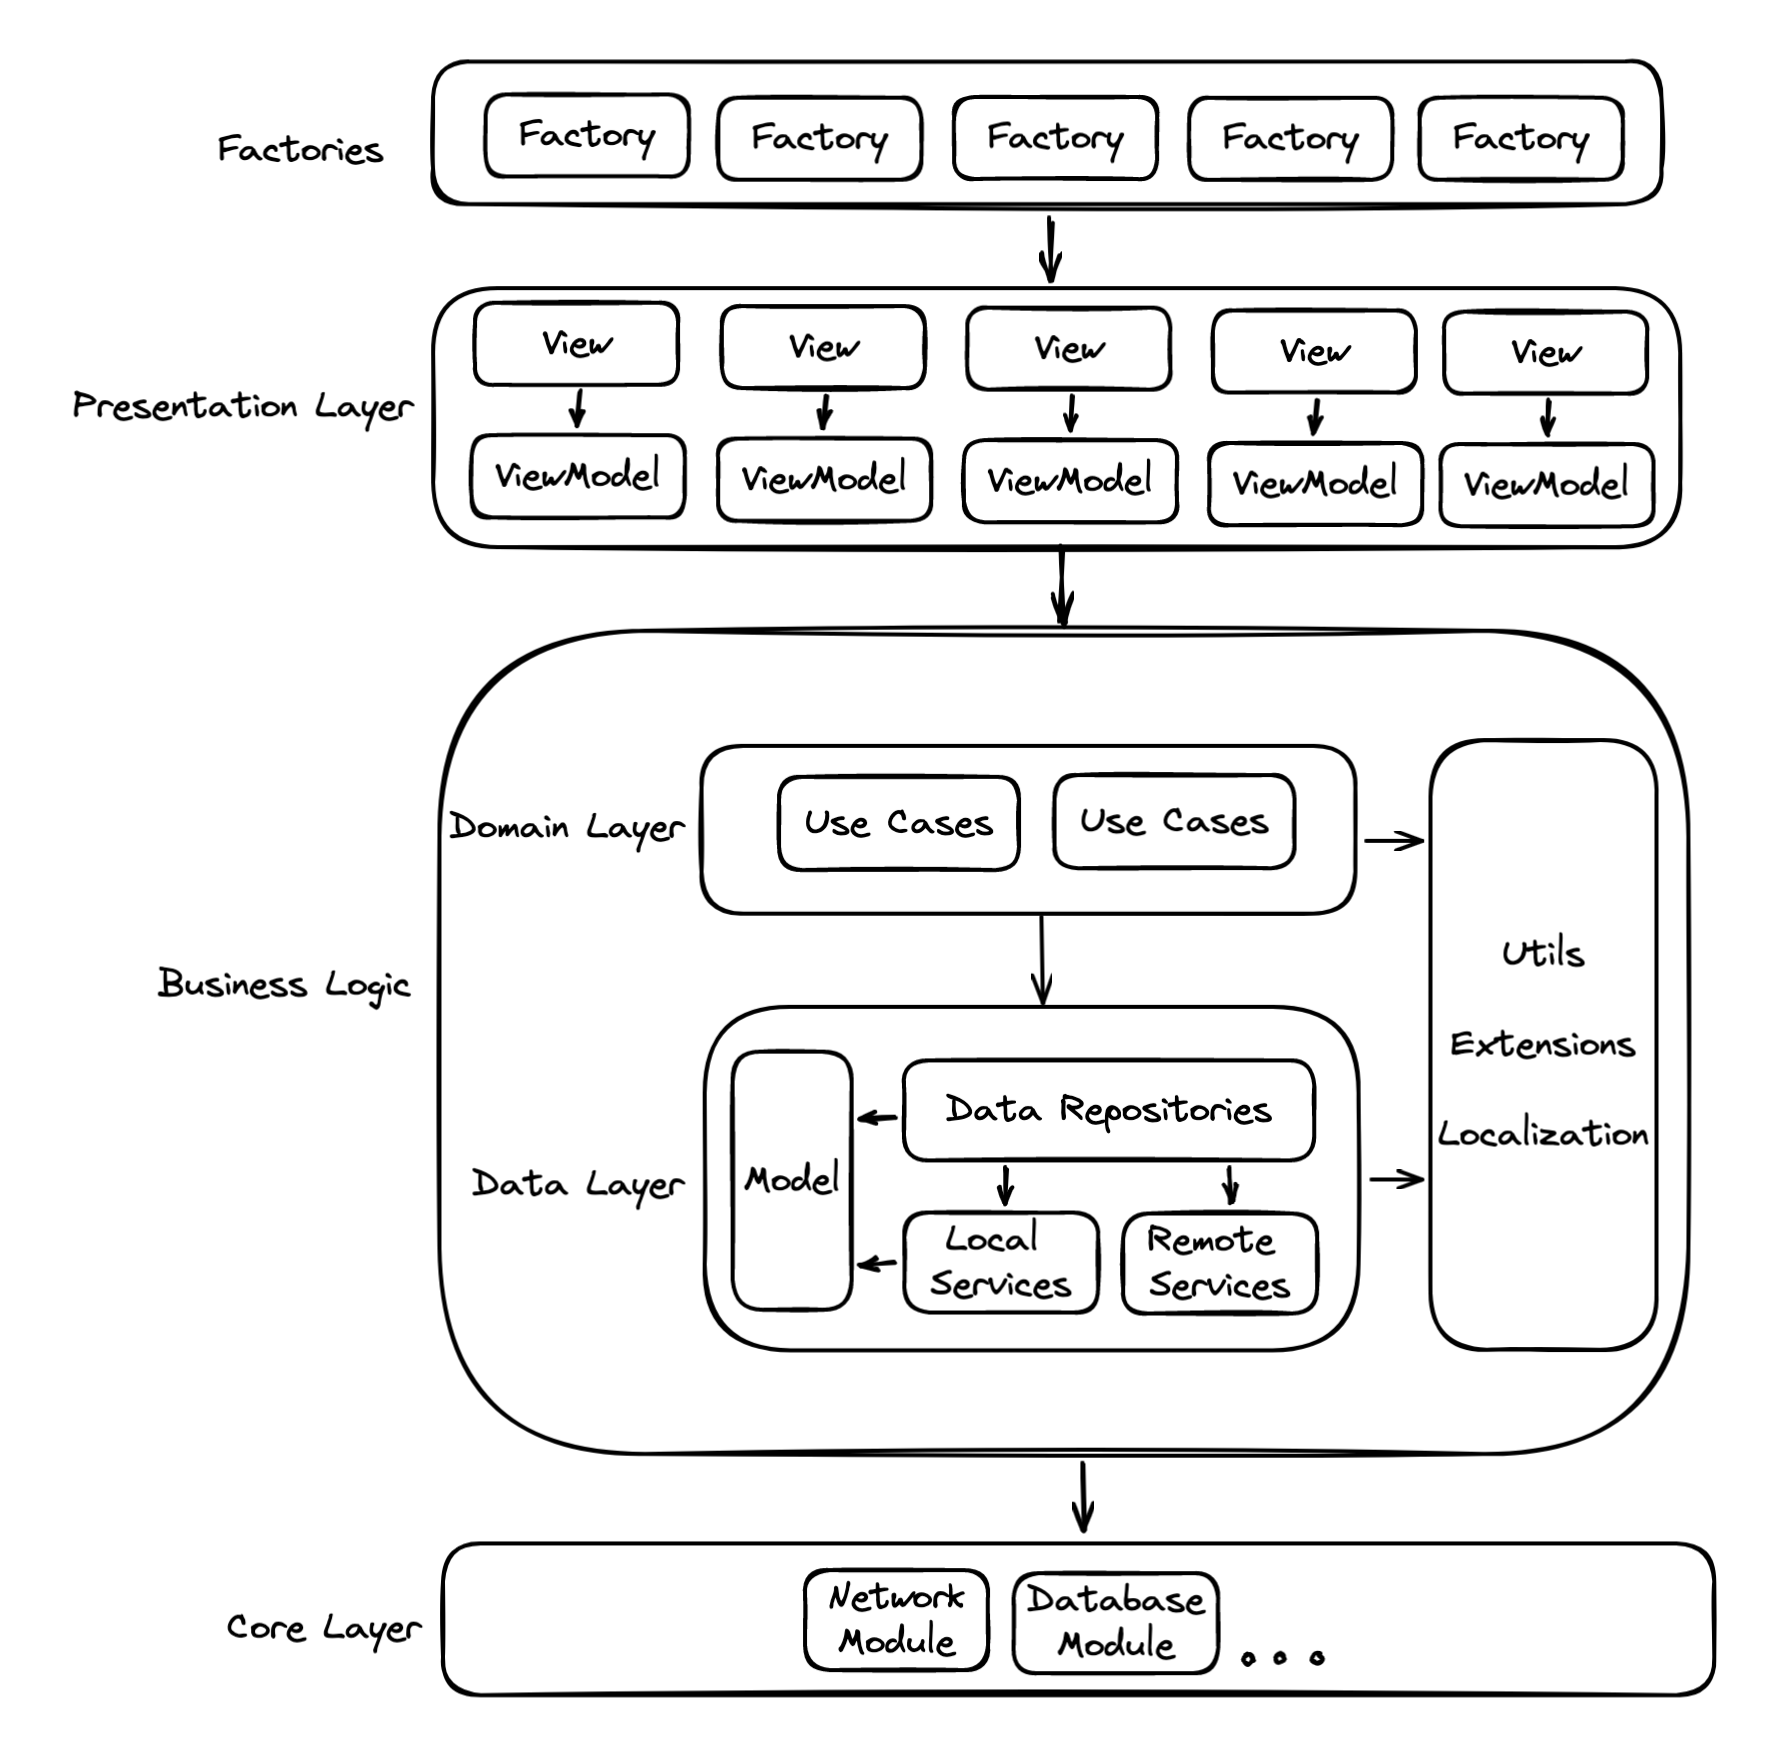 Factories
Factory
Factory
Factory
Factory
Factory
Presentation Layer
View
View
View
View
View
ViewModel
ViewModel
ViewModel
ViewModel
ViewModel
Business Logic
Domain Layer
Use Cases
Use Cases
Data Layer
Model
Data Repositories
Local
Services
Remote
Services
Utils
Extensions
Localization
Core Layer
Network
Module
Database
Module
...